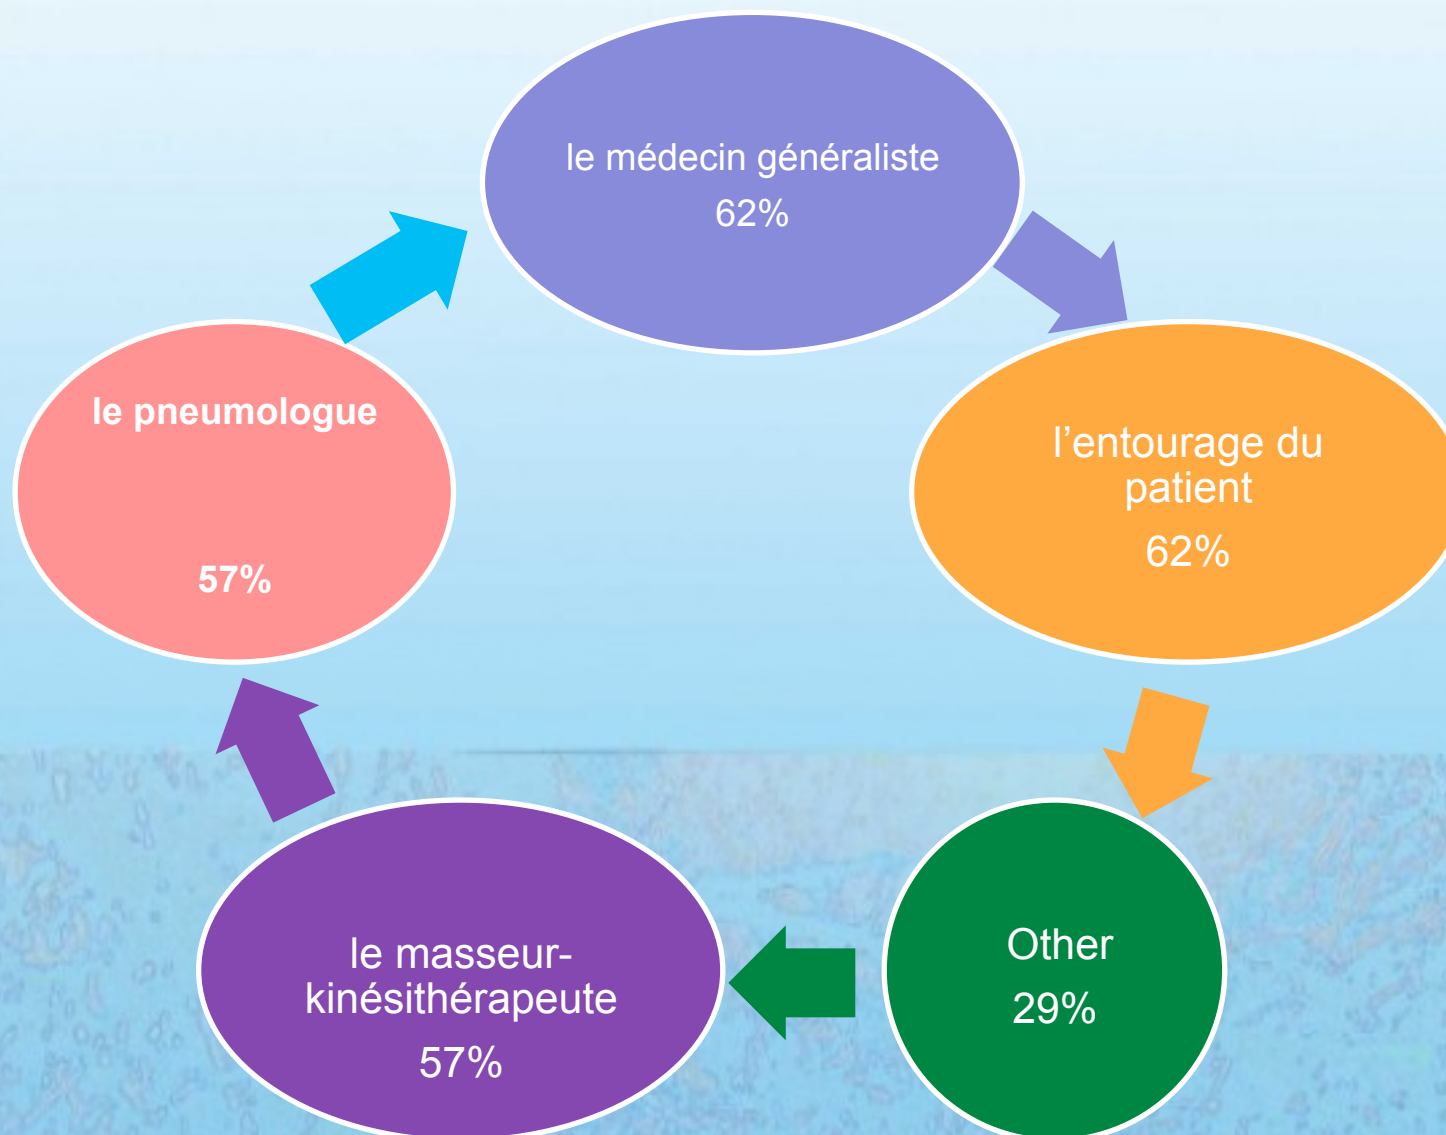 le médecin généraliste
62%
l’entourage du
patient
62%
Other
29%
le masseur-
kinésithérapeute
57%
le pneumologue
57%